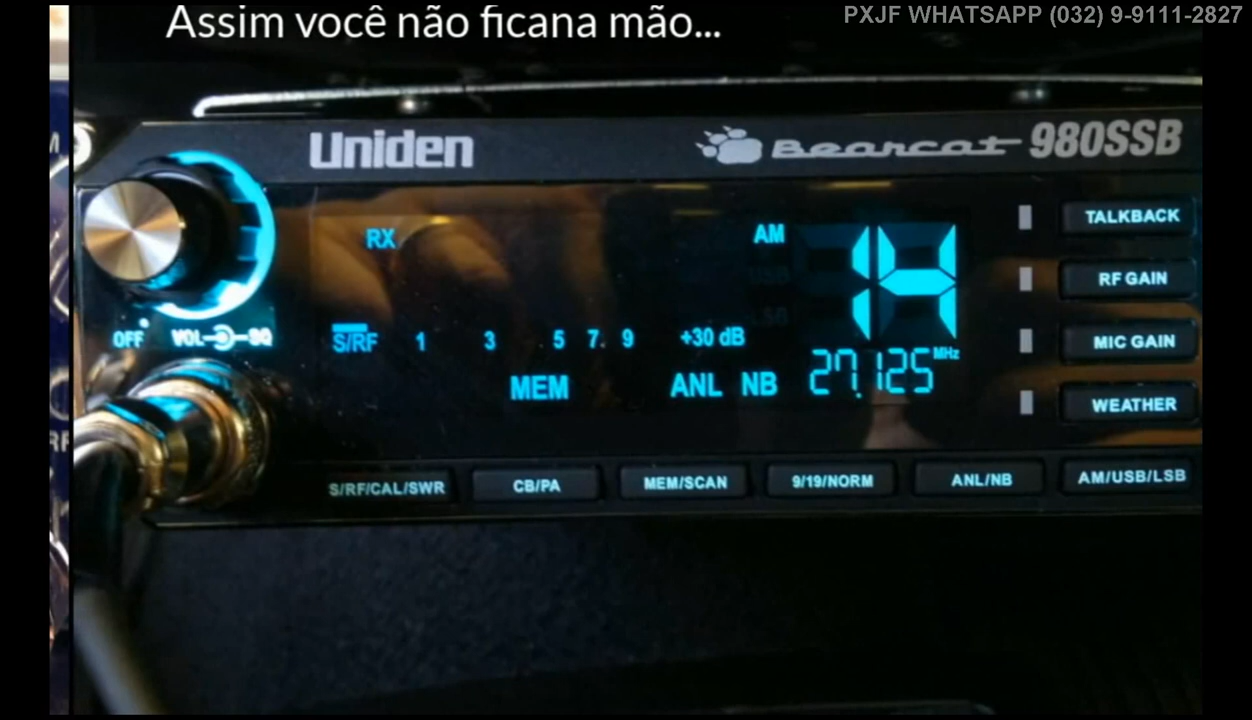 Assim você não ficana mão...
PXJF WHATSAPP (032) 9-9111-2827
Uniden
Bearcat 980SSB
TALKBACK
RX
AM
14
RF GAIN
OFF
VOL
SQ
S/RF 1 3 5 7 9 +30 dB
MIC GAIN
27.125 MHz
MEM ANL NB
WEATHER
S/RF/CAL/SWR
CB/PA
MEM/SCAN
9/19/NORM
ANL/NB
AM/USB/LSB